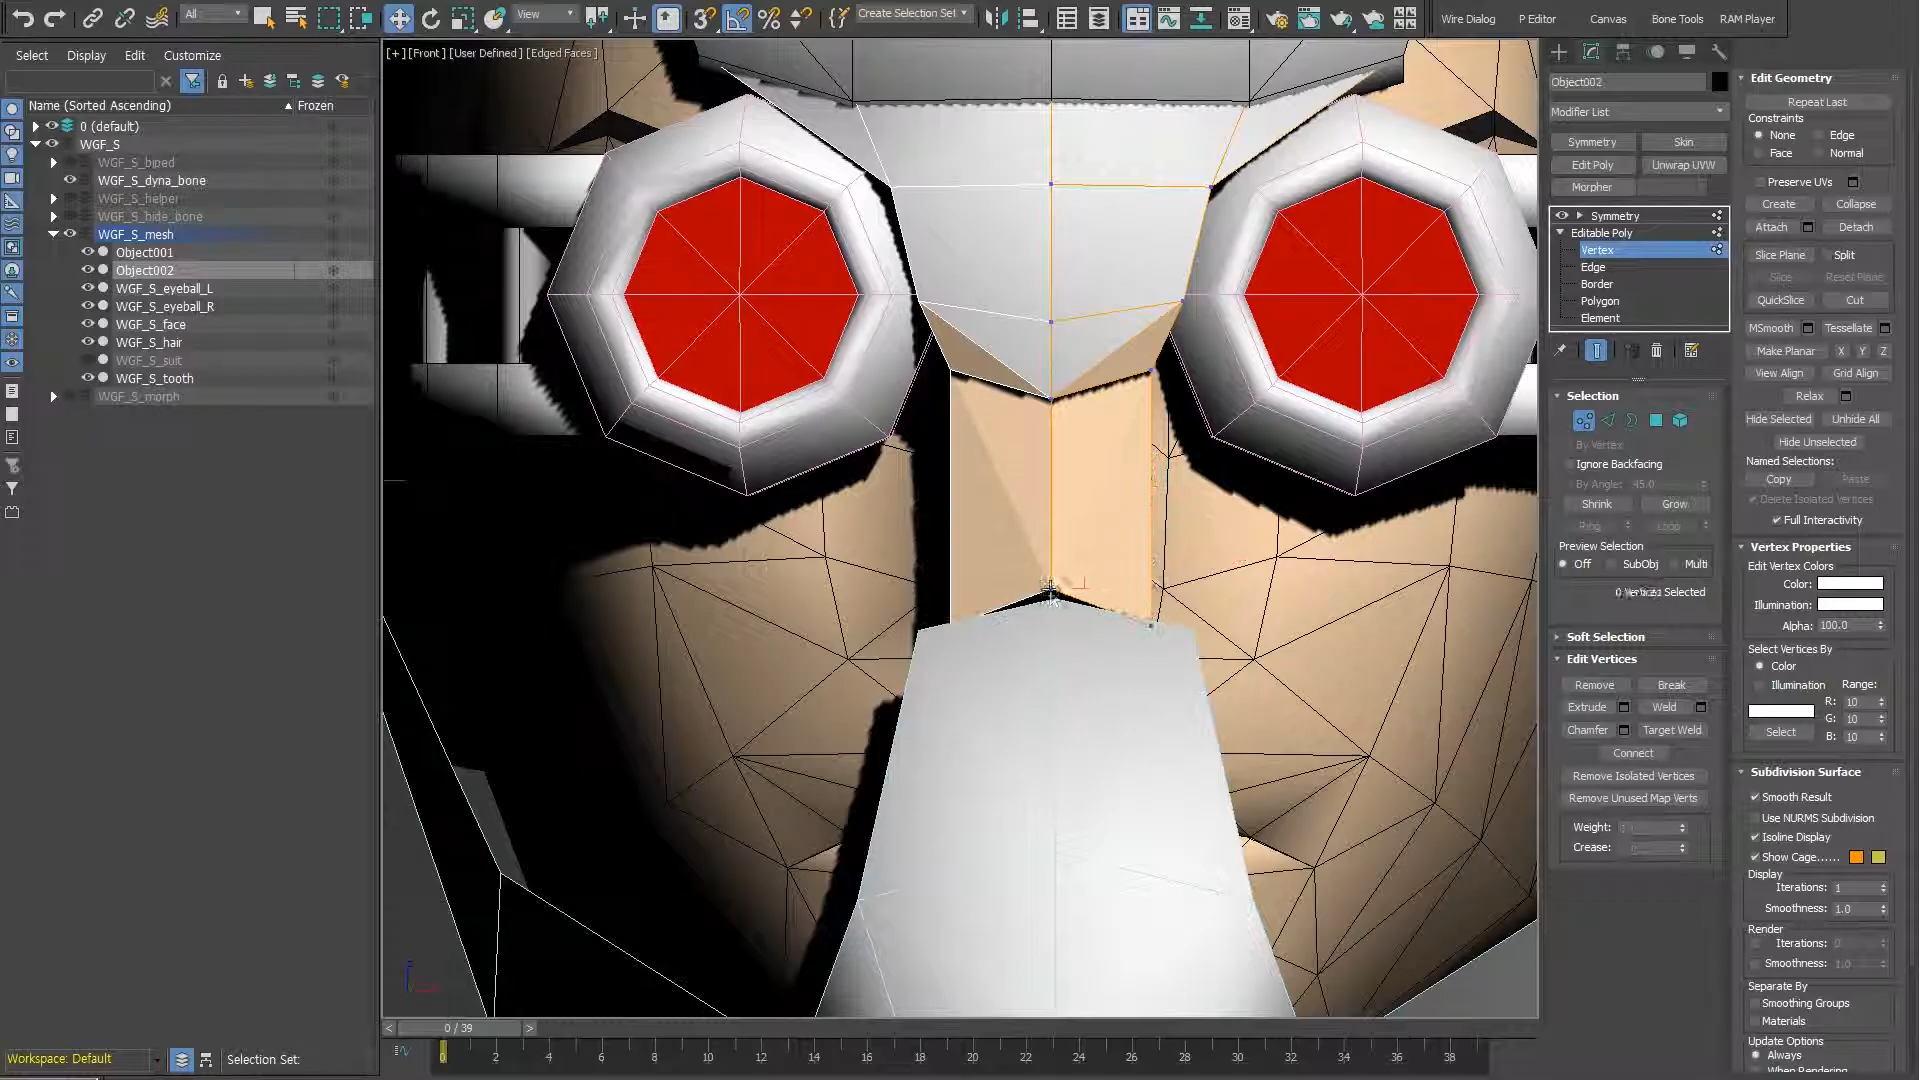 All
View
Create Selection Set
Wire Dialog
P Editor
Canvas
Bone Tools
RAM Player
Select
Display
Edit
Customize
Name (Sorted Ascending)
Frozen
0 (default)
WGF_S
WGF_S_biped
WGF_S_dyna_bone
WGF_S_helper
WGF_S_hide_bone
WGF_S_mesh
Object001
Object002
WGF_S_eyeball_L
WGF_S_eyeball_R
WGF_S_face
WGF_S_hair
WGF_S_suit
WGF_S_tooth
WGF_S_morph
[+] [Front] [User Defined] [Edged Faces]
Object002
Modifier List
Symmetry
Skin
Edit Poly
Unwrap UVW
Morpher
Symmetry
Editable Poly
Vertex
Edge
Border
Polygon
Element
Selection
By Vertex
Ignore Backfacing
By Angle: 45.0
Shrink
Grow
Ring
Loop
Preview Selection
Off
SubObj
Multi
Soft Selection
Edit Vertices
Remove
Break
Extrude
Weld
Chamfer
Target Weld
Connect
Remove Isolated Vertices
Remove Unused Map Verts
Weight:
Crease:
Edit Geometry
Repeat Last
Constraints
None
Edge
Face
Normal
Preserve UVs
Create
Collapse
Attach
Detach
Slice Plane
Split
Slice
Reset Plane
QuickSlice
Cut
MSmooth
Tessellate
Make Planar
X
Y
Z
View Align
Grid Align
Relax
Hide Selected
Unhide All
Hide Unselected
Named Selections:
Copy
Paste
Delete Isolated Vertices
Full Interactivity
Vertex Properties
Edit Vertex Colors
Color:
Illumination:
Alpha: 100.0
Select Vertices By
Color
Illumination
Range:
R: 10
G: 10
B: 10
Select
Subdivision Surface
Smooth Result
Use NURMS Subdivision
Isoline Display
Show Cage......
Display
Iterations: 1
Smoothness: 1.0
Render
Iterations: 0
Smoothness: 1.0
Separate By
Smoothing Groups
Materials
Update Options
Always
When Rendering
< 0 / 39 >
0 2 4 6 8 10 12 14 16 18 20 22 24 26 28 30 32 34 36 38
Workspace: Default
Selection Set: